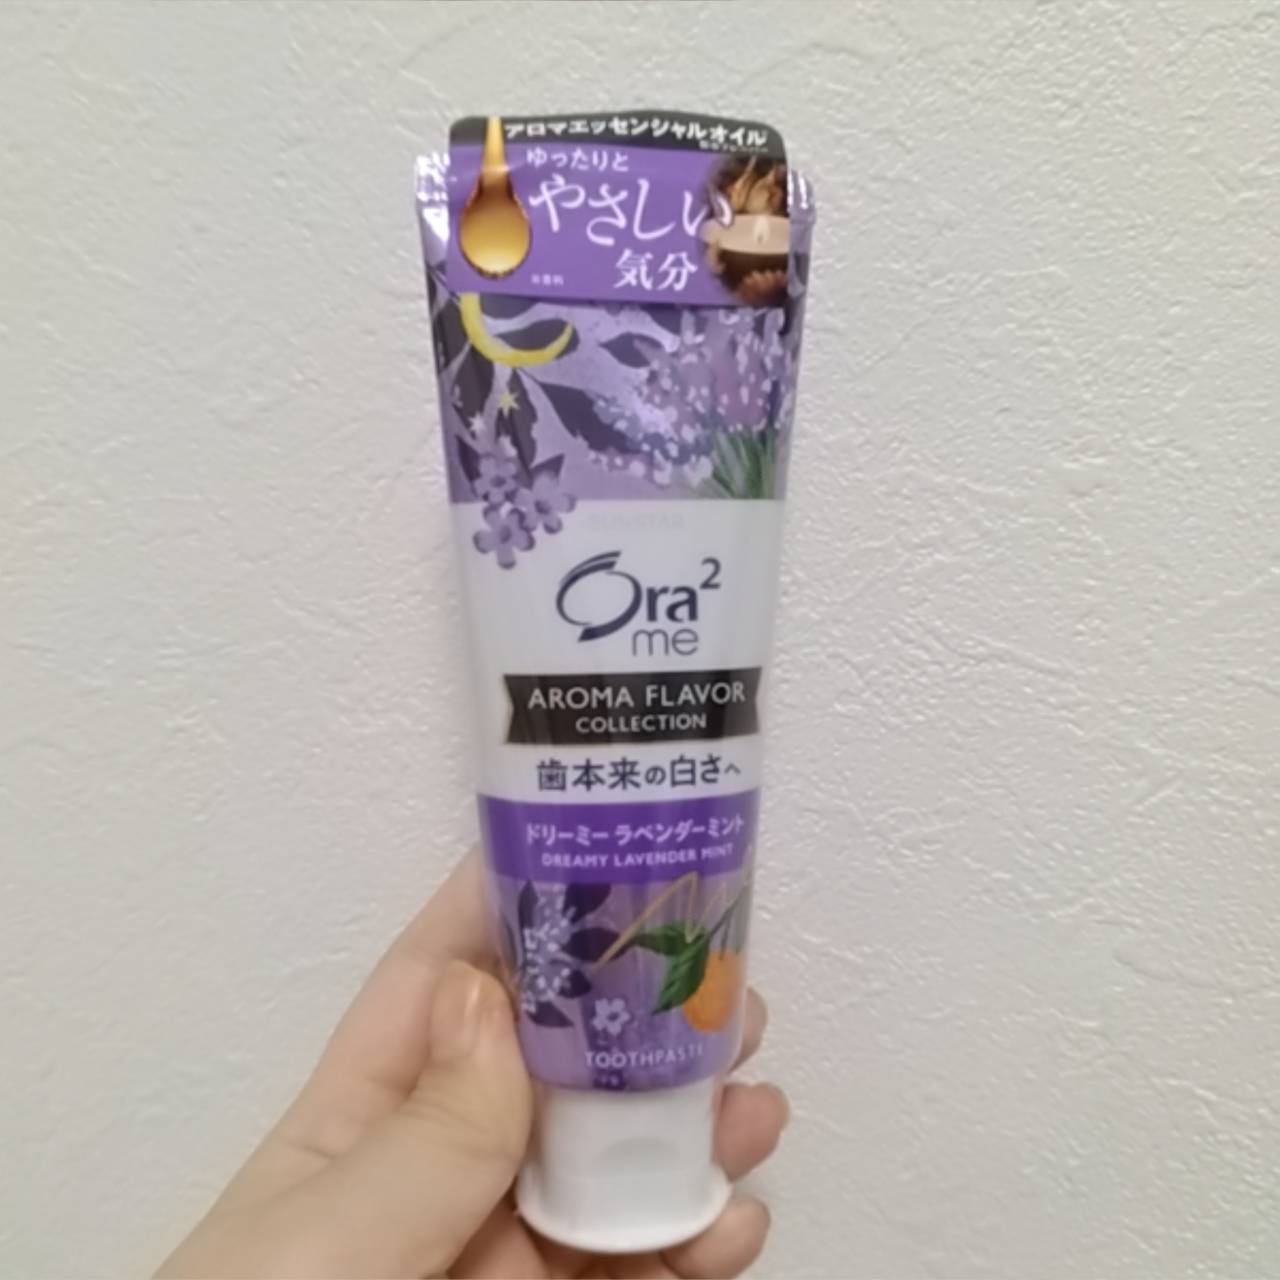 アロマエッセンシャルオイル
ゆったりと
やさしい
気分
SUNSTAR
Ora²
me
AROMA FLAVOR
COLLECTION
歯本来の白さへ
ドリーミー ラベンダーミント
DREAMY LAVENDER MINT
TOOTHPASTE